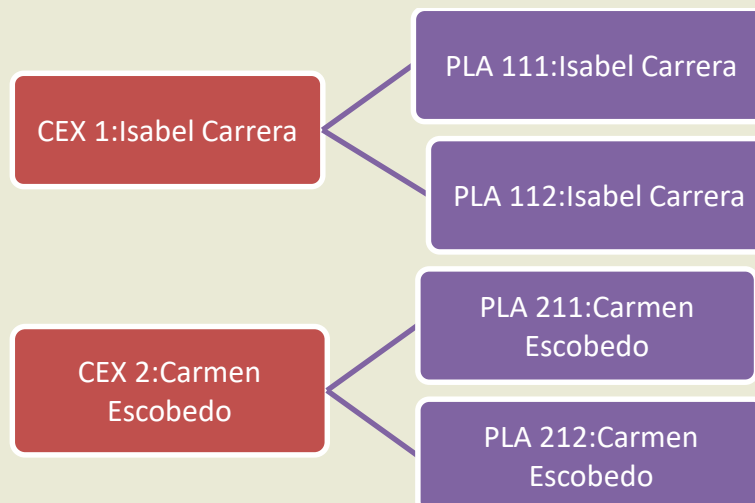 CEX 1:Isabel Carrera
PLA 111:Isabel Carrera
PLA 112:Isabel Carrera
CEX 2:Carmen
Escobedo
PLA 211:Carmen
Escobedo
PLA 212:Carmen
Escobedo